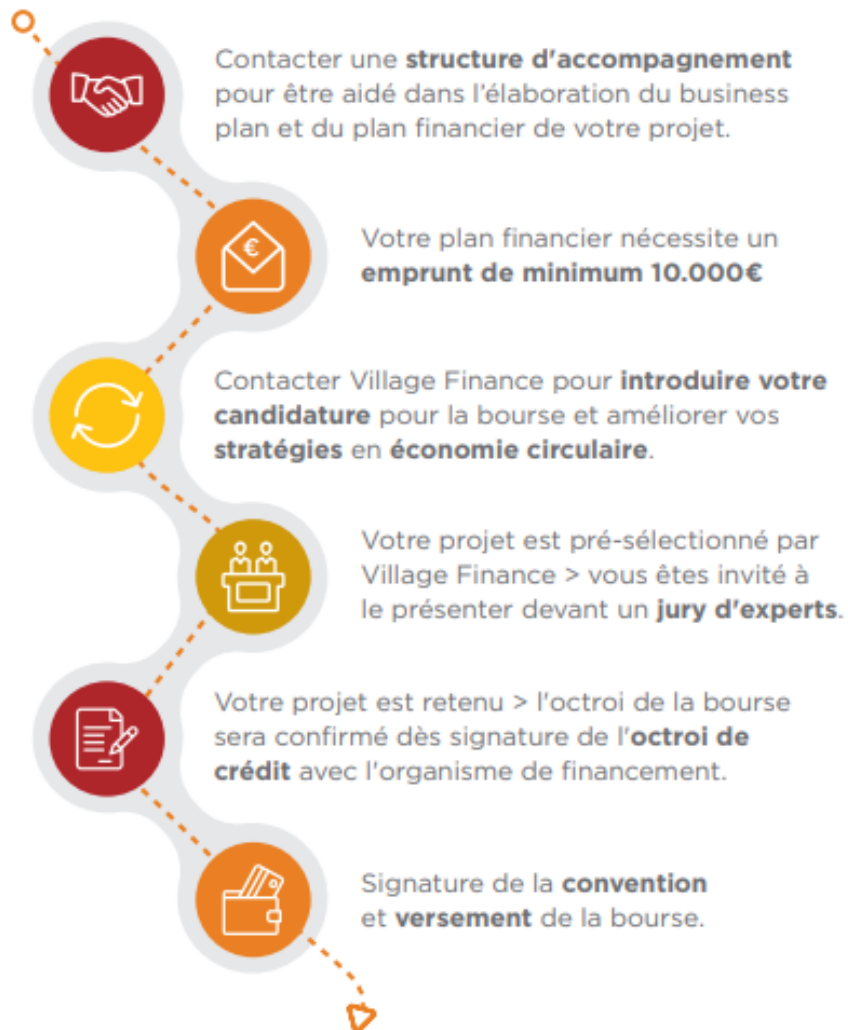 Contacter une structure d'accompagnement
pour être aidé dans l'élaboration du business
plan et du plan financier de votre projet.
€
Votre plan financier nécessite un
emprunt de minimum 10.000€
Contacter Village Finance pour introduire votre
candidature pour la bourse et améliorer vos
stratégies en économie circulaire.
Votre projet est pré-sélectionné par
Village Finance > vous êtes invité à
le présenter devant un jury d'experts.
Votre projet est retenu > l'octroi de la bourse
sera confirmé dès signature de l'octroi de
crédit avec l'organisme de financement.
Signature de la convention
et versement de la bourse.